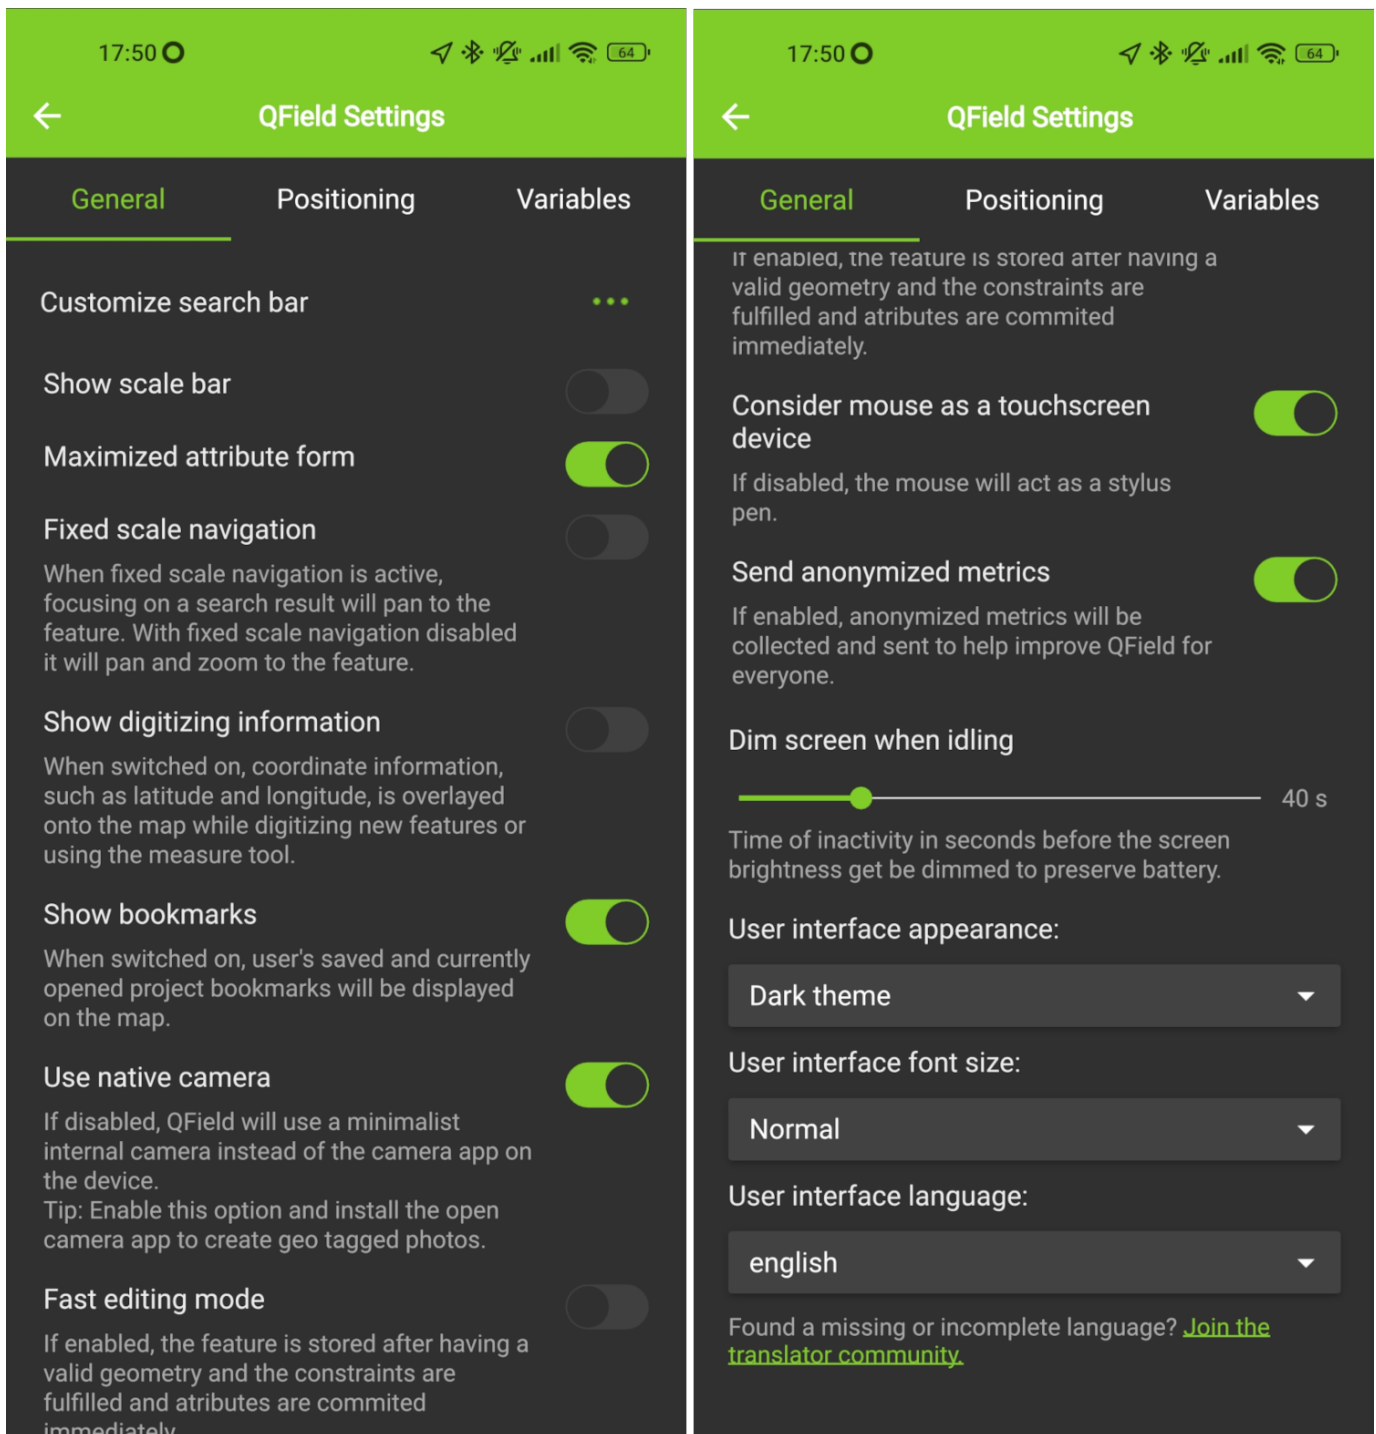 17:50
64
QField Settings
General Positioning Variables
Customize search bar
Show scale bar
Maximized attribute form
Fixed scale navigation
When fixed scale navigation is active,
focusing on a search result will pan to the
feature. With fixed scale navigation disabled
it will pan and zoom to the feature.
Show digitizing information
When switched on, coordinate information,
such as latitude and longitude, is overlayed
onto the map while digitizing new features or
using the measure tool.
Show bookmarks
When switched on, user's saved and currently
opened project bookmarks will be displayed
on the map.
Use native camera
If disabled, QField will use a minimalist
internal camera instead of the camera app on
the device.
Tip: Enable this option and install the open
camera app to create geo tagged photos.
Fast editing mode
If enabled, the feature is stored after having a
valid geometry and the constraints are
fulfilled and atributes are commited
immediately.
17:50
64
QField Settings
General Positioning Variables
If enabled, the feature is stored after having a
valid geometry and the constraints are
fulfilled and atributes are commited
immediately.
Consider mouse as a touchscreen
device
If disabled, the mouse will act as a stylus
pen.
Send anonymized metrics
If enabled, anonymized metrics will be
collected and sent to help improve QField for
everyone.
Dim screen when idling
40 s
Time of inactivity in seconds before the screen
brightness get be dimmed to preserve battery.
User interface appearance:
Dark theme
User interface font size:
Normal
User interface language:
english
Found a missing or incomplete language? Join the
translator community.